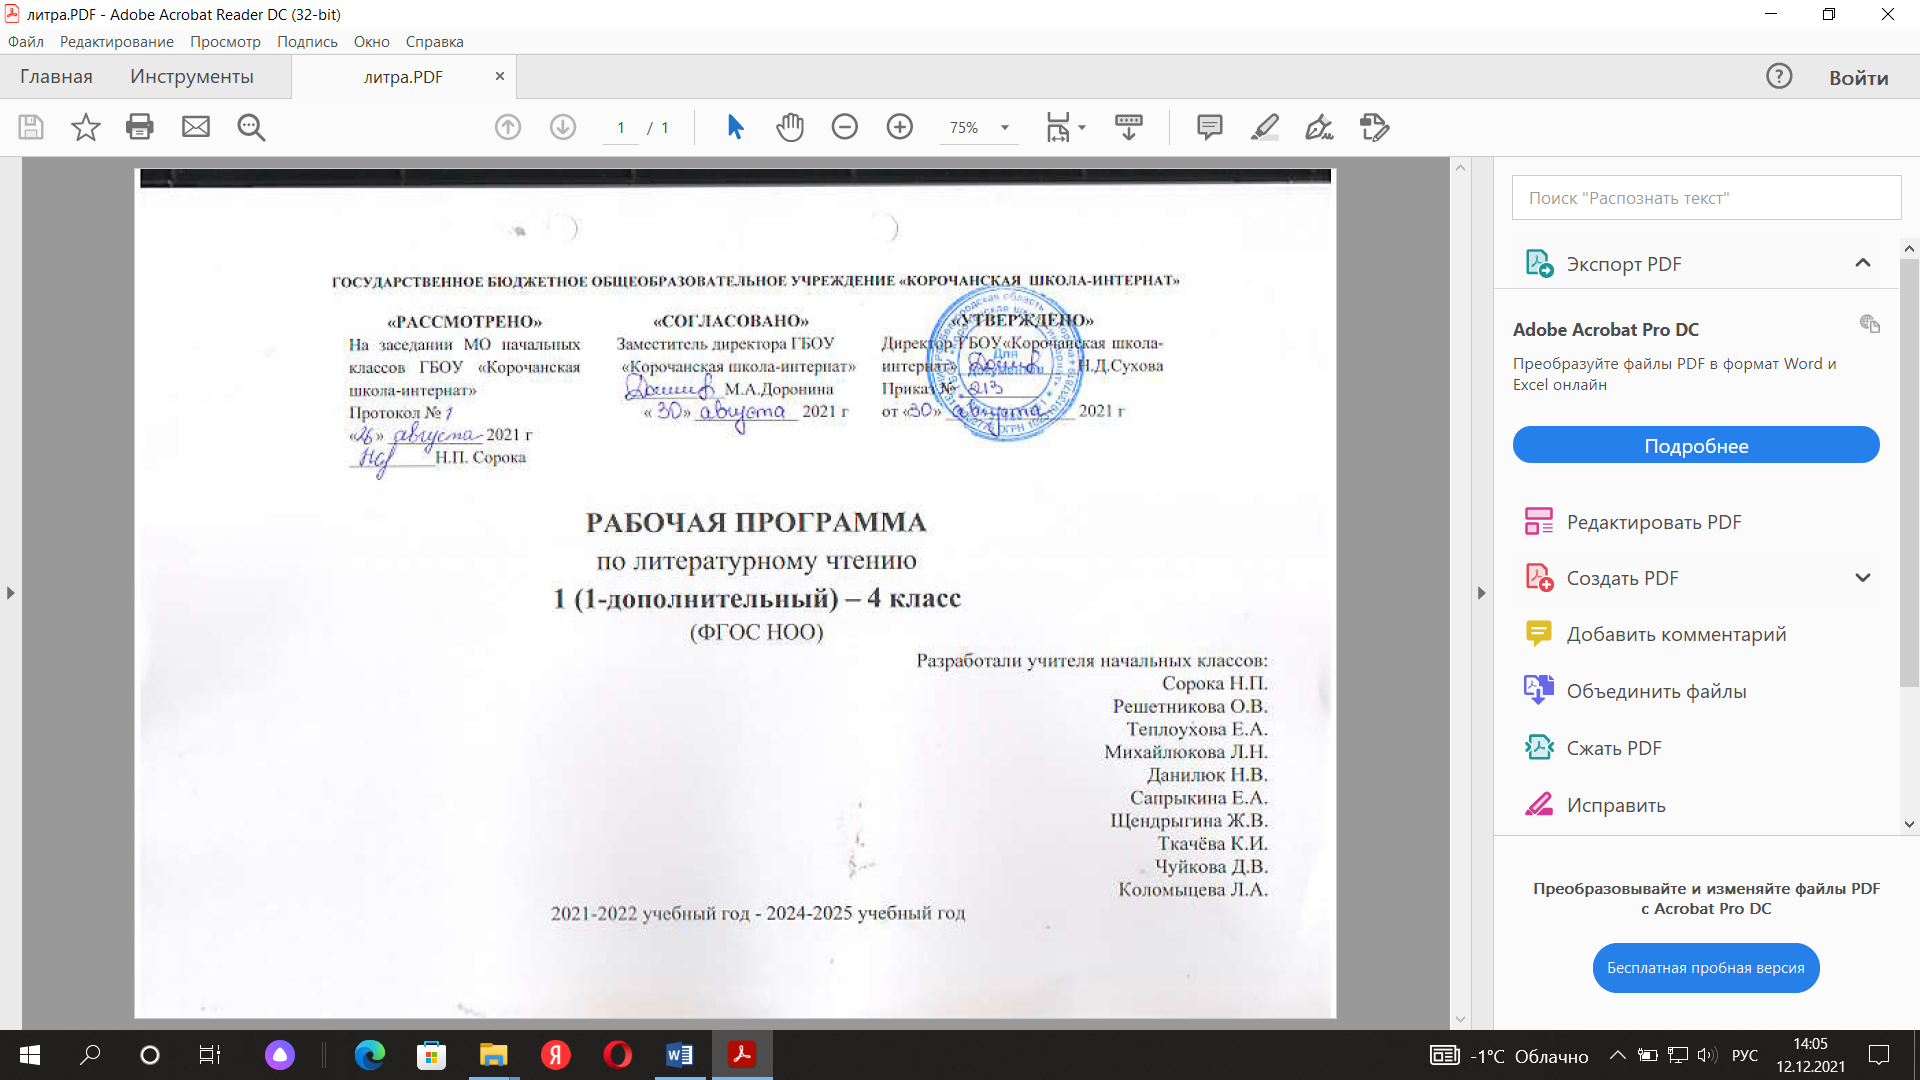 литра.PDF - Adobe Acrobat Reader DC (32-bit)
Файл Редактирование Просмотр Подпись Окно Справка
Главная Инструменты литра.PDF Войти
1 / 1 75%
ГОСУДАРСТВЕННОЕ БЮДЖЕТНОЕ ОБЩЕОБРАЗОВАТЕЛЬНОЕ УЧРЕЖДЕНИЕ «КОРОЧАНСКАЯ ШКОЛА-ИНТЕРНАТ»
«РАССМОТРЕНО»
На заседании МО начальных
классов ГБОУ «Корочанская
школа-интернат»
Протокол № 1
«26» августа 2021 г
Н.П. Сорока
«СОГЛАСОВАНО»
Заместитель директора ГБОУ
«Корочанская школа-интернат»
М.А.Доронина
« 30» августа 2021 г
«УТВЕРЖДЕНО»
Директор ГБОУ«Корочанская школа-
интернат» Н.Д.Сухова
Приказ № 213
от «30» августа 2021 г
Для
документов
РАБОЧАЯ ПРОГРАММА
по литературному чтению
1 (1-дополнительный) – 4 класс
(ФГОС НОО)
Разработали учителя начальных классов:
Сорока Н.П.
Решетникова О.В.
Теплоухова Е.А.
Михайлюкова Л.Н.
Данилюк Н.В.
Сапрыкина Е.А.
Щендрыгина Ж.В.
Ткачёва К.И.
Чуйкова Д.В.
Коломыцева Л.А.
2021-2022 учебный год - 2024-2025 учебный год
Поиск "Распознать текст"
Экспорт PDF
Adobe Acrobat Pro DC
Преобразуйте файлы PDF в формат Word и
Excel онлайн
Подробнее
Редактировать PDF
Создать PDF
Добавить комментарий
Объединить файлы
Сжать PDF
Исправить
Преобразовывайте и изменяйте файлы PDF
с Acrobat Pro DC
Бесплатная пробная версия
-1°C Облачно РУС 14:05
12.12.2021